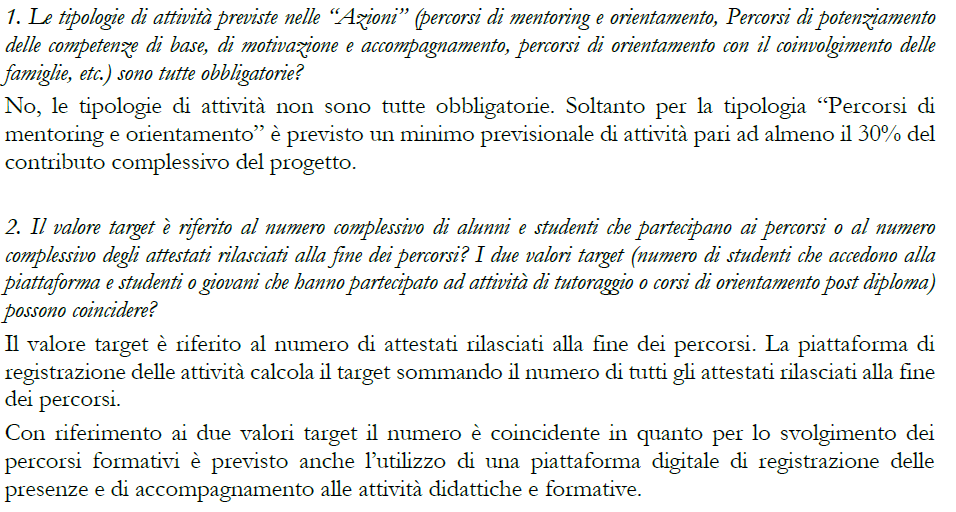 1. Le tipologie di attività previste nelle “Azioni” (percorsi di mentoring e orientamento, Percorsi di potenziamento
delle competenze di base, di motivazione e accompagnamento, percorsi di orientamento con il coinvolgimento delle
famiglie, etc.) sono tutte obbligatorie?
No, le tipologie di attività non sono tutte obbligatorie. Soltanto per la tipologia “Percorsi di
mentoring e orientamento” è previsto un minimo previsionale di attività pari ad almeno il 30% del
contributo complessivo del progetto.
2. Il valore target è riferito al numero complessivo di alunni e studenti che partecipano ai percorsi o al numero
complessivo degli attestati rilasciati alla fine dei percorsi? I due valori target (numero di studenti che accedono alla
piattaforma e studenti o giovani che hanno partecipato ad attività di tutoraggio o corsi di orientamento post diploma)
possono coincidere?
Il valore target è riferito al numero di attestati rilasciati alla fine dei percorsi. La piattaforma di
registrazione delle attività calcola il target sommando il numero di tutti gli attestati rilasciati alla fine
dei percorsi.
Con riferimento ai due valori target il numero è coincidente in quanto per lo svolgimento dei
percorsi formativi è previsto anche l’utilizzo di una piattaforma digitale di registrazione delle
presenze e di accompagnamento alle attività didattiche e formative.